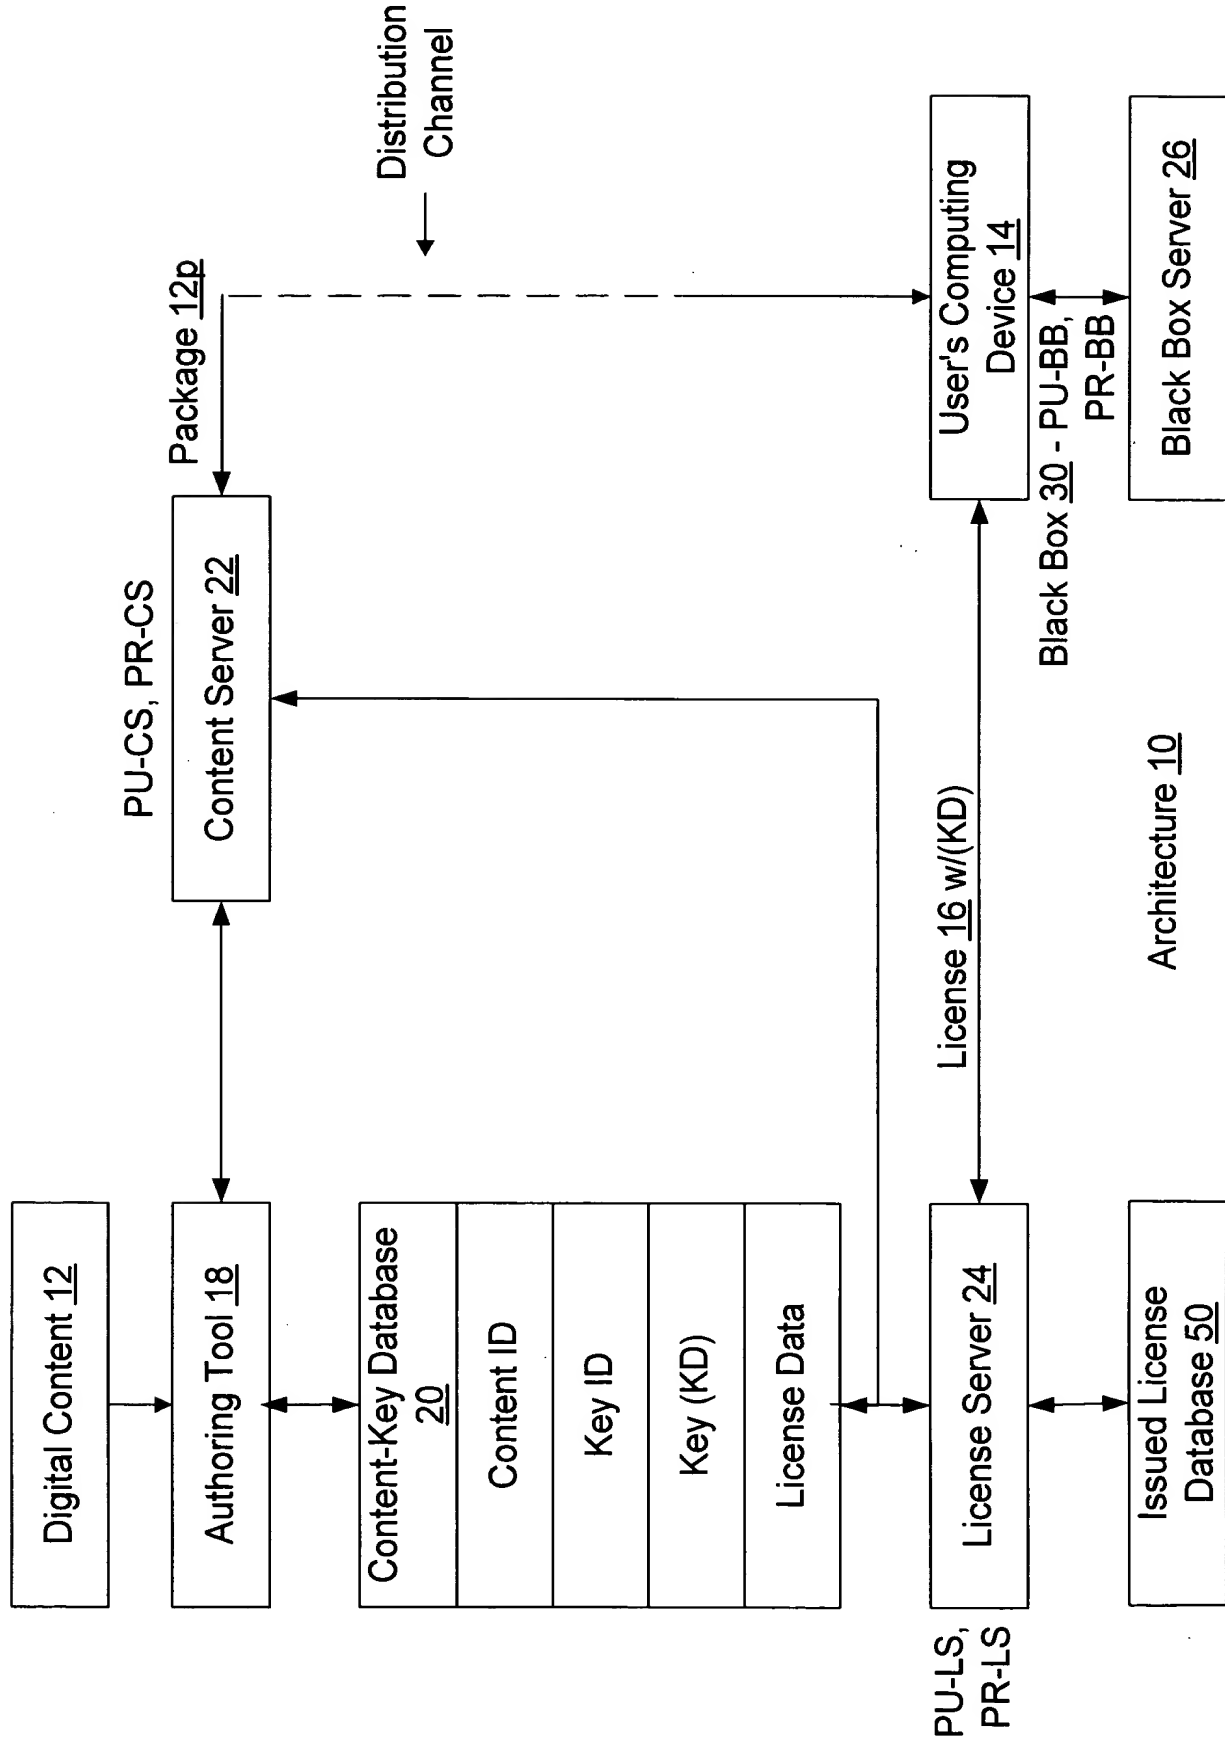 Digital Content 12
Authoring Tool 18
Content-Key Database
20
Content ID
Key ID
Key (KD)
License Data
PU-LS,
PR-LS
License Server 24
Issued License
Database 50
PU-CS, PR-CS
Content Server 22
Package 12p
Distribution
Channel
License 16 w/(KD)
User's Computing
Device 14
Black Box 30 - PU-BB,
PR-BB
Black Box Server 26
Architecture 10